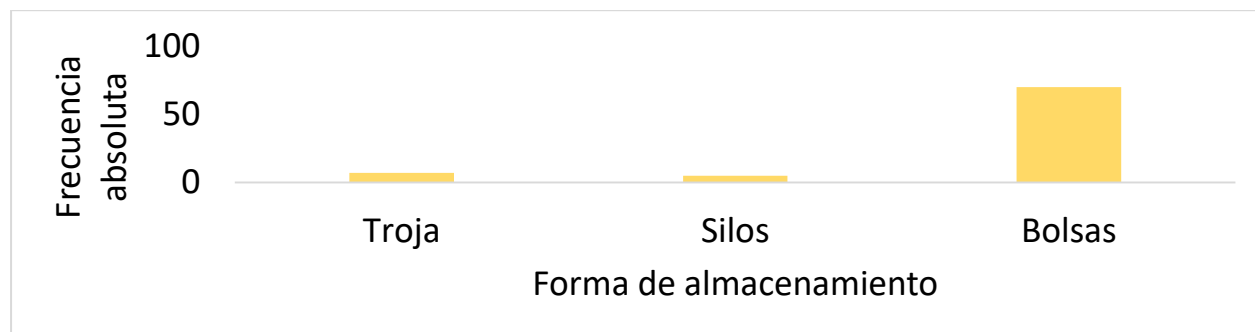 Frecuencia
absoluta
100
50
0
Troja
Silos
Bolsas
Forma de almacenamiento